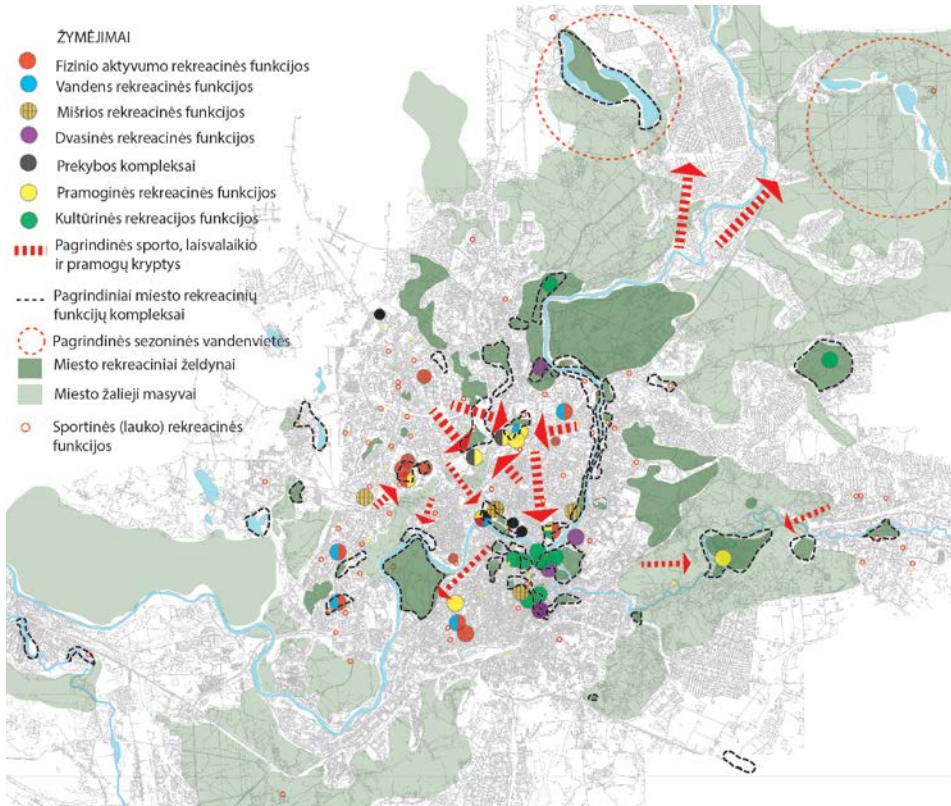 ŽYMĖJIMAI
Fizinio aktyvumo rekreacinės funkcijos
Vandens rekreacinės funkcijos
Mišrios rekreacinės funkcijos
Dvasinės rekreacinės funkcijos
Prekybos kompleksai
Pramoginės rekreacinės funkcijos
Kultūrinės rekreacijos funkcijos
Pagrindinės sporto, laisvalaikio
ir pramogų kryptys
Pagrindiniai miesto rekreacinių
funkcijų kompleksai
Pagrindinės sezoninės vandenvietės
Miesto rekreaciniai želdynai
Miesto žalieji masyvai
Sportinės (lauko) rekreacinės
funkcijos